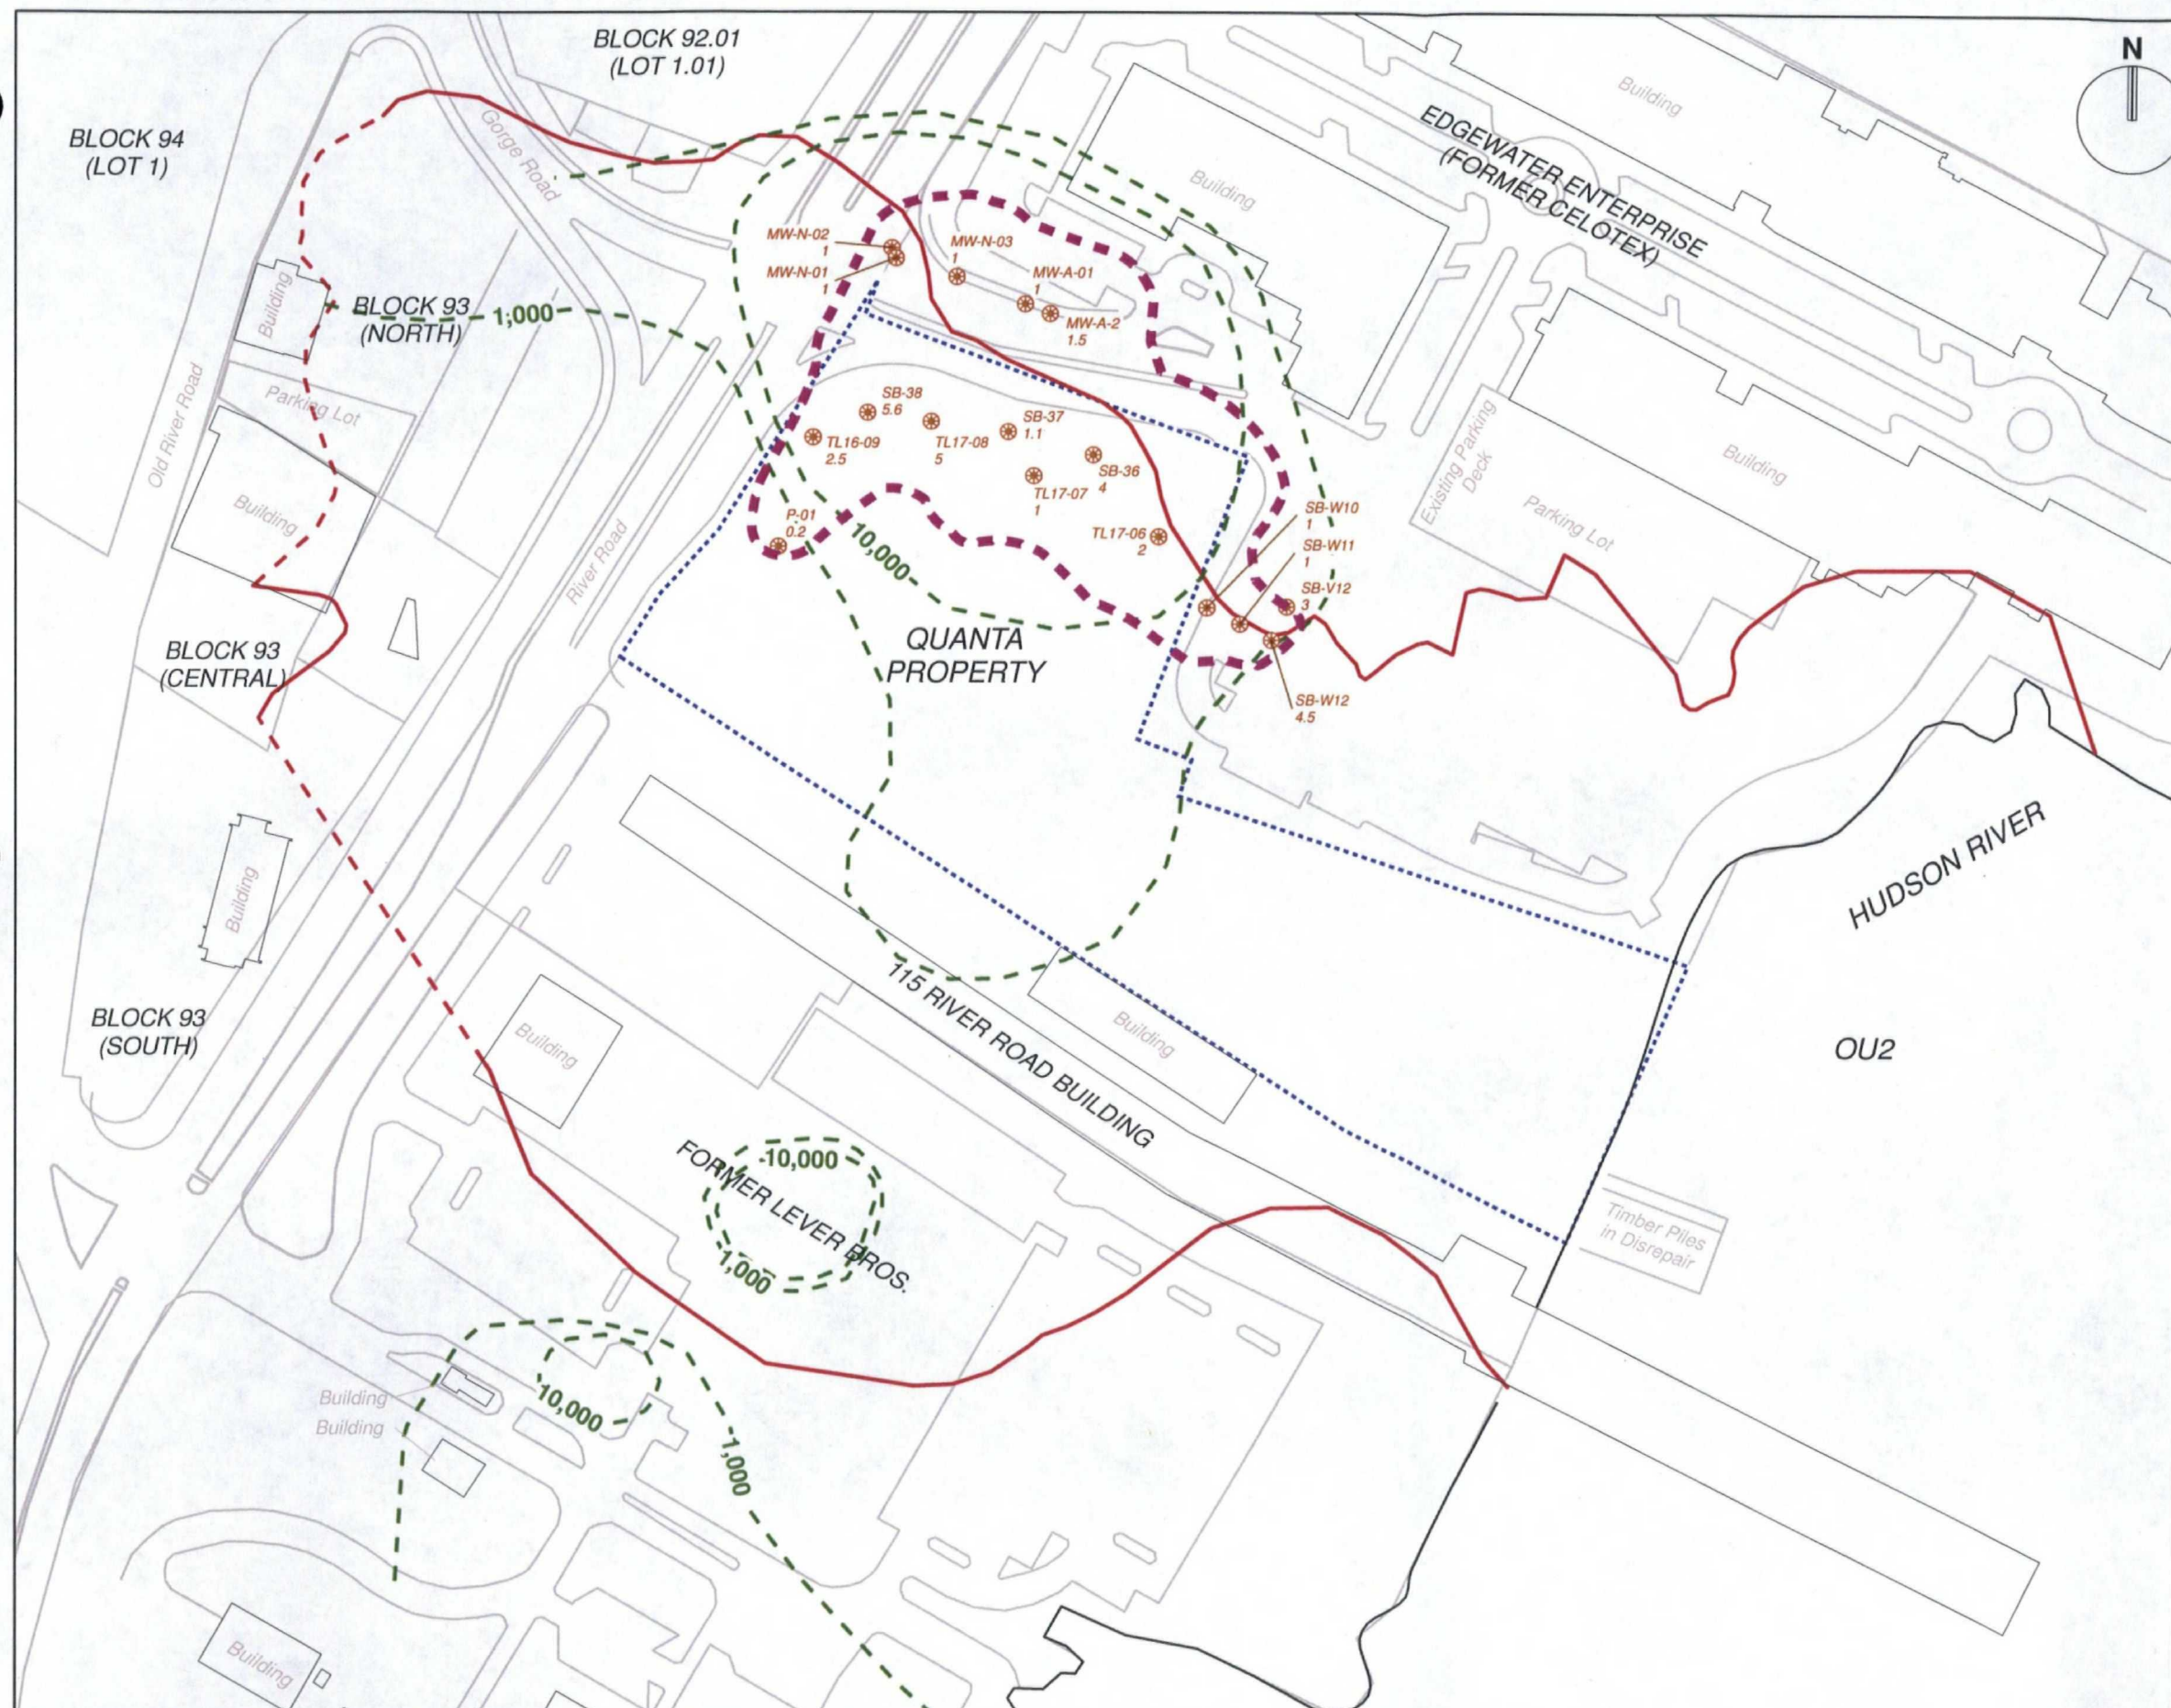 BLOCK 92.01
(LOT 1.01)
N
BLOCK 94
(LOT 1)
Gorge Road
Building
Building
EDGEWATER ENTERPRISE
(FORMER CELOTEX)
MW-N-02
1
MW-N-01
1
MW-N-03
1
MW-A-01
1
MW-A-2
1.5
Building
BLOCK 93
(NORTH)
1,000
Old River Road
Parking Lot
Building
SB-38
5.6
TL16-09
2.5
TL17-08
5
SB-37
1.1
SB-36
4
TL17-07
1
TL17-06
2
P-01
0.2
10,000
SB-W10
1
SB-W11
1
SB-V12
3
SB-W12
4.5
Existing Parking
Deck
Parking Lot
Building
River Road
QUANTA
PROPERTY
BLOCK 93
(CENTRAL)
Building
HUDSON RIVER
BLOCK 93
(SOUTH)
Building
115 RIVER ROAD BUILDING
Building
OU2
FORMER LEVER BROS.
10,000
1,000
Timber Piles
in Disrepair
Building
Building
10,000
1,000
Building